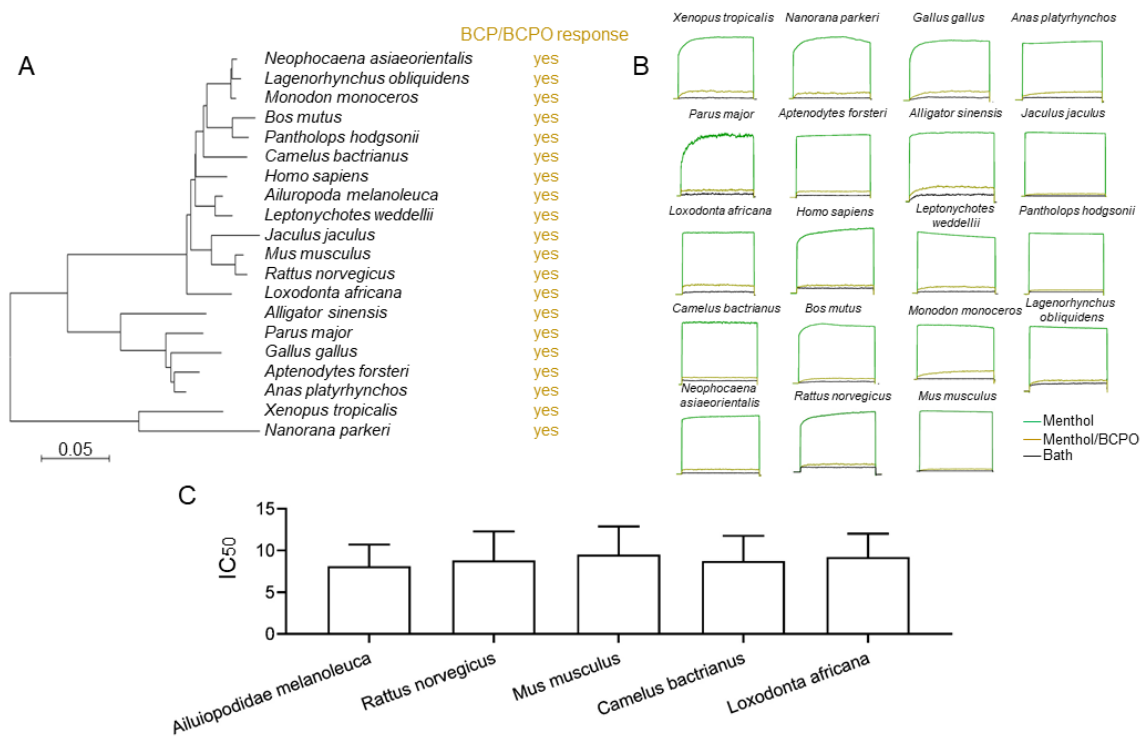 BCP/BCPO response
A
Neophocaena asiaeorientalis yes
Lagenorhynchus obliquidens yes
Monodon monoceros yes
Bos mutus yes
Pantholops hodgsonii yes
Camelus bactrianus yes
Homo sapiens yes
Ailuropoda melanoleuca yes
Leptonychotes weddellii yes
Jaculus jaculus yes
Mus musculus yes
Rattus norvegicus yes
Loxodonta africana yes
Alligator sinensis yes
Parus major yes
Gallus gallus yes
Aptenodytes forsteri yes
Anas platyrhynchos yes
Xenopus tropicalis yes
Nanorana parkeri yes
0.05
B
Xenopus tropicalis Nanorana parkeri Gallus gallus Anas platyrhynchos
Parus major Aptenodytes forsteri Alligator sinensis Jaculus jaculus
Loxodonta africana Homo sapiens Leptonychotes weddellii Pantholops hodgsonii
Camelus bactrianus Bos mutus Monodon monoceros Lagenorhynchus obliquidens
Neophocaena asiaeorientalis Rattus norvegicus Mus musculus
Menthol
Menthol/BCPO
Bath
C
IC50
15
10
5
0
Ailuiopodidae melanoleuca
Rattus norvegicus
Mus musculus
Camelus bactrianus
Loxodonta africana